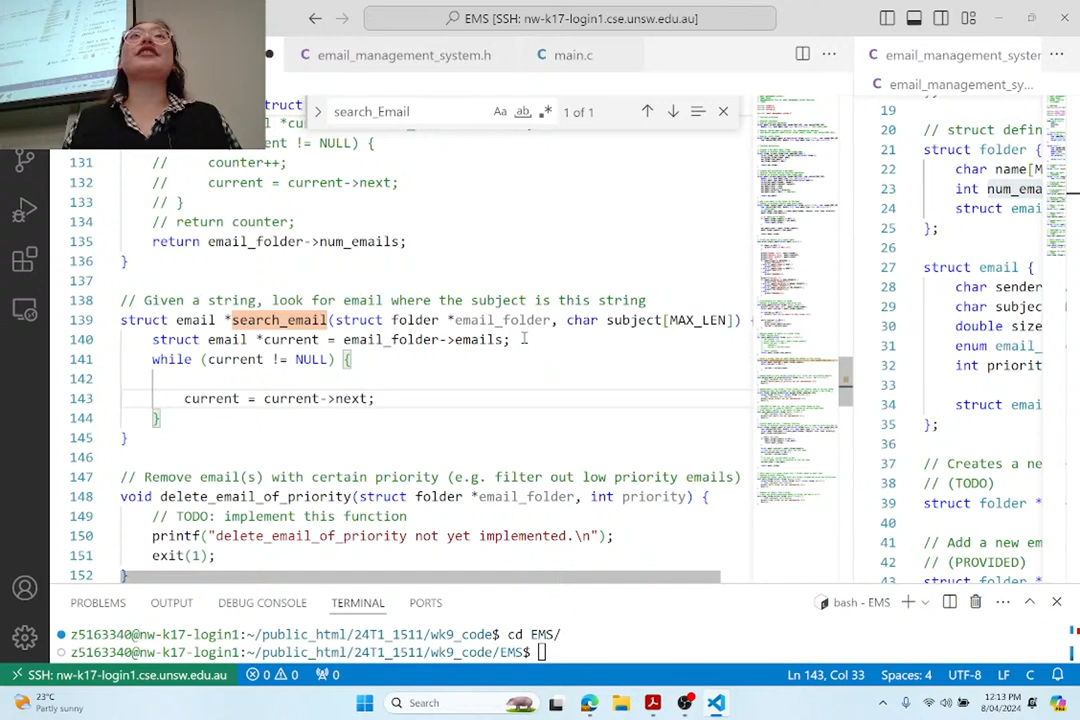 EMS [SSH: nw-k17-login1.cse.unsw.edu.au]
email_management_system.h
main.c
email_managment_syster
email_management_sy...
search_Email
Aa
ab
1 of 1
131 // counter++;
132 // current = current->next;
133 // }
134 // return counter;
135 return email_folder->num_emails;
136 }
137
138 // Given a string, look for email where the subject is this string
139 struct email *search_email(struct folder *email_folder, char subject[MAX_LEN]) {
140 struct email *current = email_folder->emails;
141 while (current != NULL) {
142
143 current = current->next;
144 }
145 }
146
147 // Remove email(s) with certain priority (e.g. filter out low priority emails)
148 void delete_email_of_priority(struct folder *email_folder, int priority) {
149 // TODO: implement this function
150 printf("delete_email_of_priority not yet implemented.\n");
151 exit(1);
152 }
19
20 // struct defin
21 struct folder {
22 char name[M
23 int num_ema
24 struct emai
25 };
26
27 struct email {
28 char sender
29 char subjec
30 double size
31 enum email_
32 int priorit
33
34 struct emai
35 };
36
37 // Creates a ne
38 // (TODO)
39 struct folder *
40
41 // Add a new em
42 // (PROVIDED)
43 struct folder *
PROBLEMS OUTPUT DEBUG CONSOLE TERMINAL PORTS
bash - EMS
z5163340@nw-k17-login1:~/public_html/24T1_1511/wk9_code$ cd EMS/
z5163340@nw-k17-login1:~/public_html/24T1_1511/wk9_code/EMS$
SSH: nw-k17-login1.cse.unsw.edu.au 0 0 0 Ln 143, Col 33 Spaces: 4 UTF-8 LF C
23°C
Partly sunny
Search
12:13 PM
8/04/2024